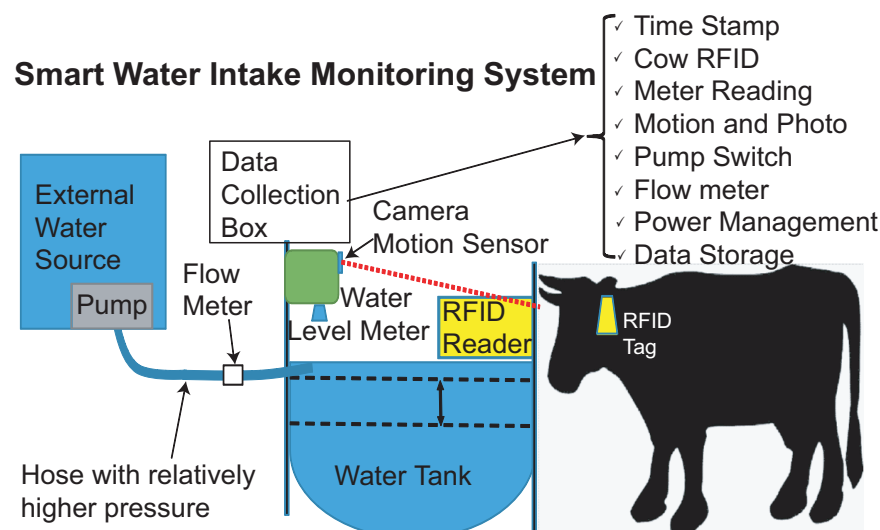 Smart Water Intake Monitoring System
✓ Time Stamp
✓ Cow RFID
✓ Meter Reading
✓ Motion and Photo
✓ Pump Switch
✓ Flow meter
✓ Power Management
✓ Data Storage
External
Water
Source
Pump
Data
Collection
Box
Flow
Meter
Camera
Motion Sensor
Water
Level Meter
RFID
Reader
RFID
Tag
Hose with relatively
higher pressure
Water Tank